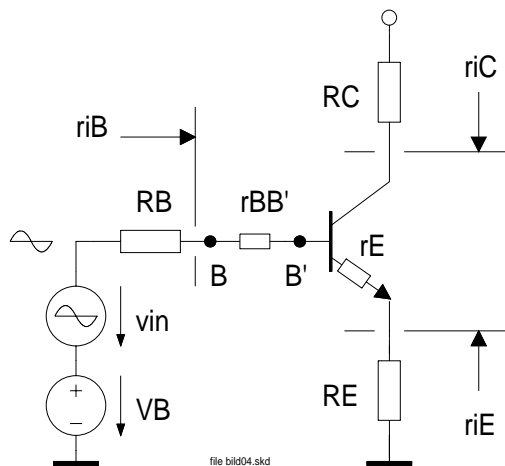 RC
riC
riB
RB
rBB'
rE
B
B'
vin
+
VB
−
RE
riE
file bild04.skd